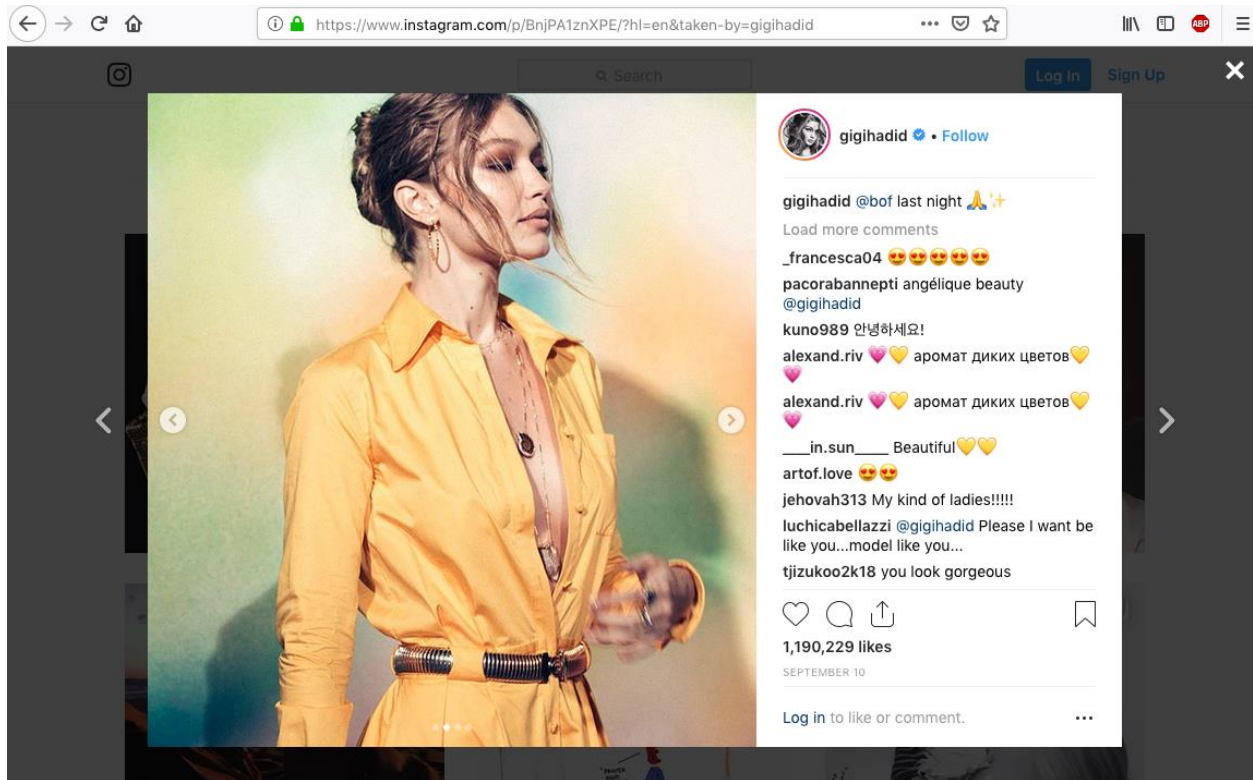 https://www.instagram.com/p/BnjPA1znXPE/?hl=en&taken-by=gigihadid
ABP
Search
Log In
Sign Up
gigihadid • Follow
gigihadid @bof last night 🙏✨
Load more comments
_francesca04 😍😍😍😍😍
pacorabannepti angélique beauty
@gigihadid
kuno989 안녕하세요!
alexand.riv 💗💛 аромат диких цветов💛
💗
alexand.riv 💗💛 аромат диких цветов💛
💗
___in.sun____ Beautiful💛💛
artof.love 😍😍
jehovah313 My kind of ladies!!!!!
luchicabellazzi @gigihadid Please I want be
like you...model like you...
tjizukoo2k18 you look gorgeous
1,190,229 likes
SEPTEMBER 10
Log in to like or comment.